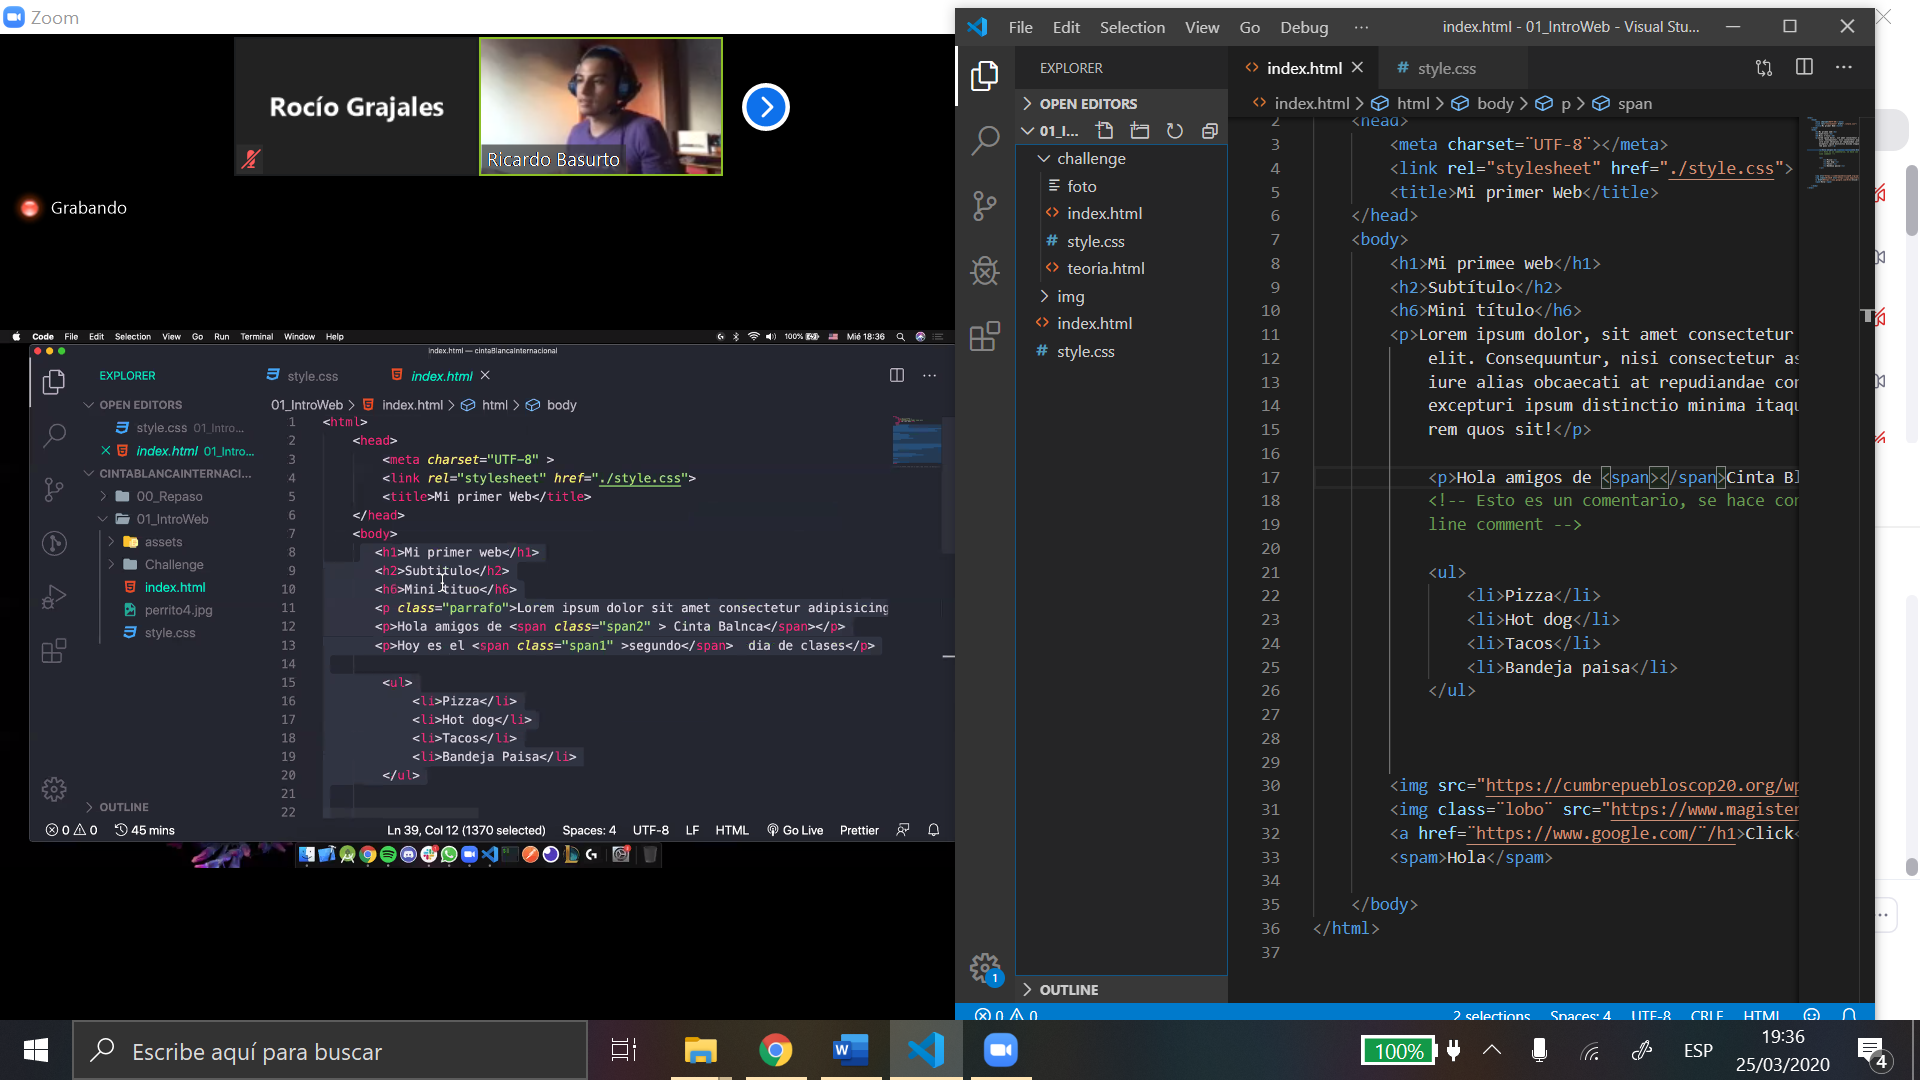 Zoom
Rocío Grajales
Ricardo Basurto
Grabando
Code File Edit Selection View Go Run Terminal Window Help
100% Mié 18:36
index.html — cintaBlancaInternacional
EXPLORER
style.css
index.html
OPEN EDITORS
style.css 01_Intro...
index.html 01_Intro...
CINTABLANCAINTERNACI...
00_Repaso
01_IntroWeb
assets
Challenge
index.html
perrito4.jpg
style.css
OUTLINE
01_IntroWeb > index.html > html > body
1 <html>
2 <head>
3 <meta charset="UTF-8" >
4 <link rel="stylesheet" href="./style.css">
5 <title>Mi primer Web</title>
6 </head>
7 <body>
8 <h1>Mi primer web</h1>
9 <h2>Subtitulo</h2>
10 <h6>Mini tituo</h6>
11 <p class="parrafo">Lorem ipsum dolor sit amet consectetur adipisicing
12 <p>Hola amigos de <span class="span2" > Cinta Balnca</span></p>
13 <p>Hoy es el <span class="span1" >segundo</span> dia de clases</p>
14
15 <ul>
16 <li>Pizza</li>
17 <li>Hot dog</li>
18 <li>Tacos</li>
19 <li>Bandeja Paisa</li>
20 </ul>
21
22
0 0 45 mins
Ln 39, Col 12 (1370 selected) Spaces: 4 UTF-8 LF HTML Go Live Prettier
File Edit Selection View Go Debug ···
index.html - 01_IntroWeb - Visual Stu...
EXPLORER
OPEN EDITORS
01_I...
challenge
foto
index.html
style.css
teoria.html
img
index.html
style.css
OUTLINE
index.html
style.css
index.html > html > body > p > span
2 <head>
3 <meta charset=¨UTF-8¨></meta>
4 <link rel="stylesheet" href="./style.css">
5 <title>Mi primer Web</title>
6 </head>
7 <body>
8 <h1>Mi primee web</h1>
9 <h2>Subtítulo</h2>
10 <h6>Mini título</h6>
11 <p>Lorem ipsum dolor, sit amet consectetur
12 elit. Consequuntur, nisi consectetur as
13 iure alias obcaecati at repudiandae cor
14 excepturi ipsum distinctio minima itaqu
15 rem quos sit!</p>
16
17 <p>Hola amigos de <span></span>Cinta Bl
18 <!-- Esto es un comentario, se hace con
19 line comment -->
20
21 <ul>
22 <li>Pizza</li>
23 <li>Hot dog</li>
24 <li>Tacos</li>
25 <li>Bandeja paisa</li>
26 </ul>
27
28
29
30 <img src="https://cumbrepuebloscop20.org/wp
31 <img class=¨lobo¨ src="https://www.magister
32 <a href=¨https://www.google.com/¨/h1>Click<
33 <spam>Hola</spam>
34
35 </body>
36 </html>
37
1
0 0
2 selections Spaces: 4 UTF-8 CRLF HTML
Escribe aquí para buscar
100%
ESP
19:36
25/03/2020
4